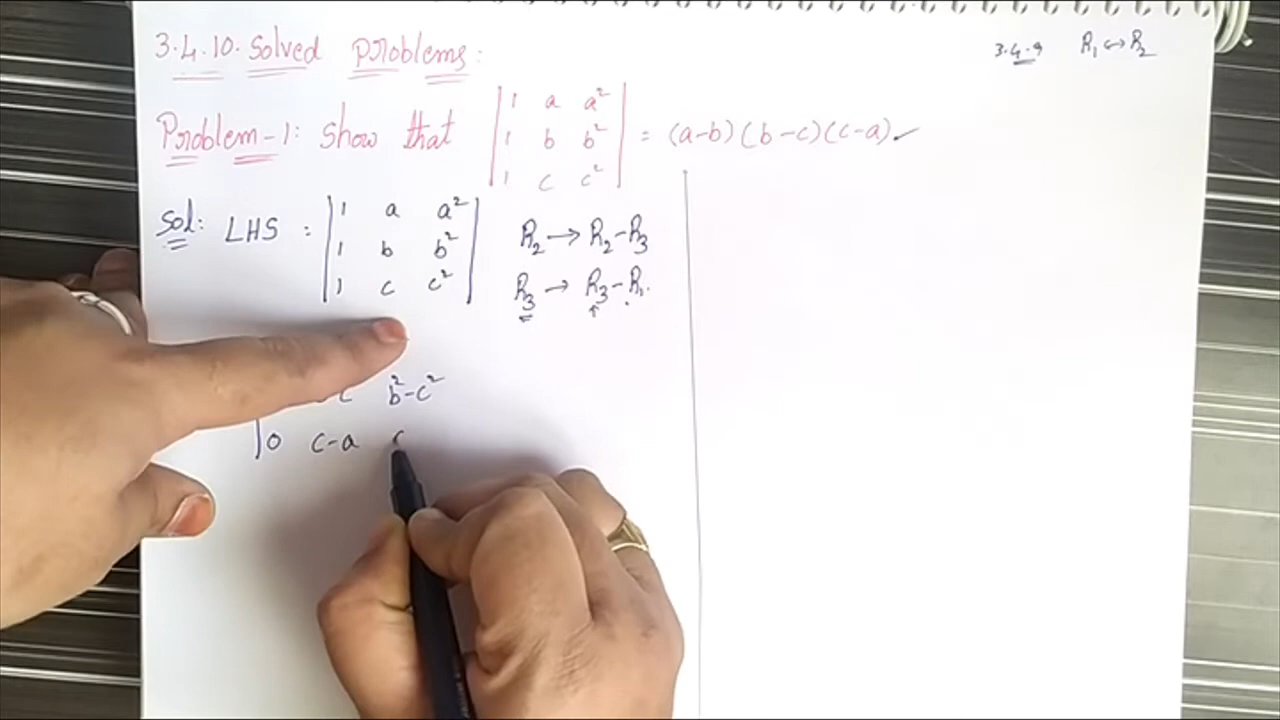 3.4.10. Solved Problems:
3.4.9 R₁↔R₂
Problem-1: Show that | 1 a a² | = (a-b)(b-c)(c-a)✓
| 1 b b² |
| 1 c c² |
Sol: LHS : | 1 a a² | R₂ → R₂-R₃
| 1 b b² |
| 1 c c² | R₃ → R₃-R₁.
c b²-c²
|0 c-a c